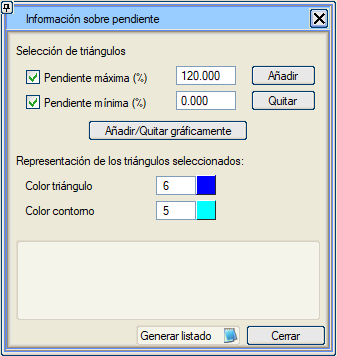 Infomación sobre pendiente
Selección de triángulos
Pendiente máxima (%) 120.000 Añadir
Pendiente mínima (%) 0.000 Quitar
Añadir/Quitar gráficamente
Representación de los triángulos seleccionados:
Color triángulo 6
Color contorno 5
Generar listado Cerrar